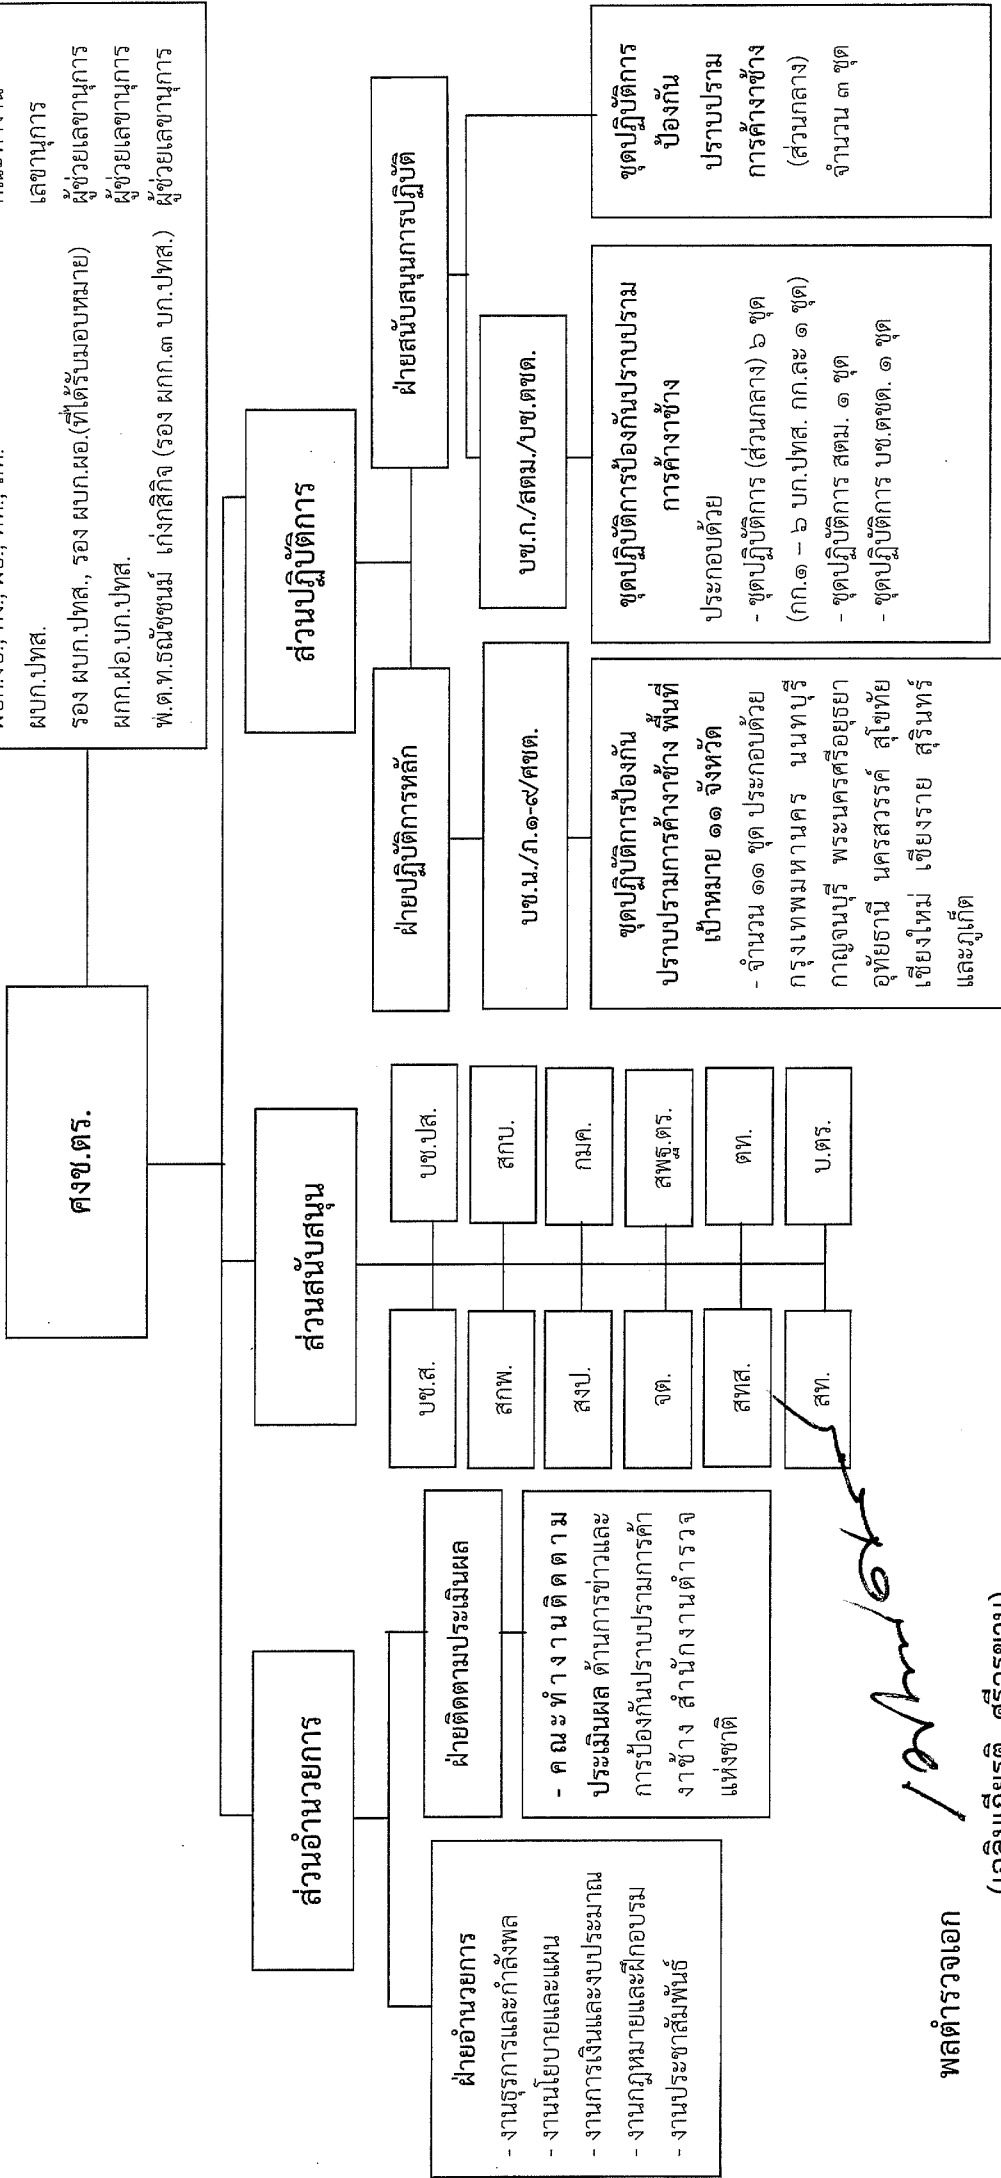 ผบก.ปทส.
เลขานุการ
รอง ผบก.ปทส., รอง ผบก.ผอ.(ที่ได้รับมอบหมาย)
ผู้ช่วยเลขานุการ
ผกก.ฝอ.บก.ปทส.
ผู้ช่วยเลขานุการ
พ.ต.ท.ธณัชชนม์ เก่งกสิกิจ (รอง ผกก.๓ บก.ปทส.)
ผู้ช่วยเลขานุการ
ศงช.ตร.
ส่วนอำนวยการ
ส่วนสนับสนุน
ส่วนปฏิบัติการ
ฝ่ายอำนวยการ
- งานธุรการและกำลังพล
- งานนโยบายและแผน
- งานการเงินและงบประมาณ
- งานกฎหมายและฝึกอบรม
- งานประชาสัมพันธ์
ฝ่ายติดตามประเมินผล
- คณะทำงานติดตาม
ประเมินผล ด้านการข่าวและ
การป้องกันปราบปรามการค้า
งาช้าง สำนักงานตำรวจ
แห่งชาติ
บช.ส.
บช.ปส.
สกพ.
สกบ.
สงป.
กมค.
จต.
สพฐ.ตร.
สทส.
ตท.
สท.
บ.ตร.
ฝ่ายปฏิบัติการหลัก
บช.น./ภ.๑-๙/ศชต.
ชุดปฏิบัติการป้องกัน
ปราบปรามการค้างาช้าง พื้นที่
เป้าหมาย ๑๑ จังหวัด
- จำนวน ๑๑ ชุด ประกอบด้วย
กรุงเทพมหานคร นนทบุรี
กาญจนบุรี พระนครศรีอยุธยา
อุทัยธานี นครสวรรค์ สุโขทัย
เชียงใหม่ เชียงราย สุรินทร์
และภูเก็ต
ฝ่ายสนับสนุนการปฏิบัติ
บช.ก./สตม./บช.ตชด.
ชุดปฏิบัติการป้องกันปราบปราม
การค้างาช้าง
ประกอบด้วย
- ชุดปฏิบัติการ (ส่วนกลาง) ๖ ชุด
(กก.๑ – ๖ บก.ปทส. กก.ละ ๑ ชุด)
- ชุดปฏิบัติการ สตม. ๑ ชุด
- ชุดปฏิบัติการ บช.ตชด. ๑ ชุด
ชุดปฏิบัติการ
ป้องกัน
ปราบปราม
การค้างาช้าง
(ส่วนกลาง)
จำนวน ๓ ชุด
พลตำรวจเอก